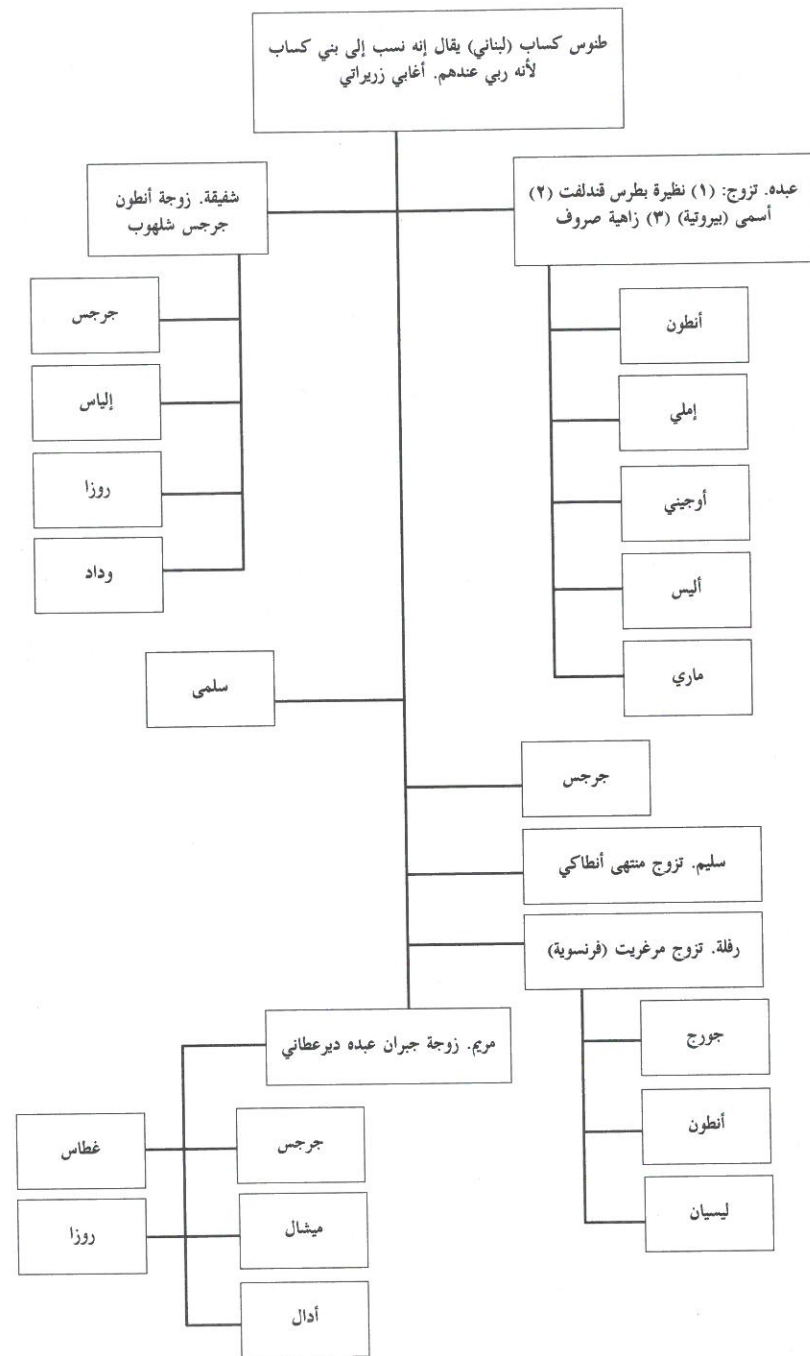 طنوس كساب (لبناني) يقال إنه نسب إلى بني كساب
لأنه ربي عندهم. أغابي زريراتي
عبده. تزوج: (١) نظيرة بطرس قندلفت (٢)
أسمى (بيروتية) (٣) زاهية صروف
شفيقة. زوجة أنطون
جرجس شلهوب
أنطون
إملي
أوجيني
أليس
ماري
جرجس
إلياس
روزا
وداد
سلمى
جرجس
سليم. تزوج منتهى أنطاكي
رفلة. تزوج مرغريت (فرنسوية)
جورج
أنطون
ليسيان
مريم. زوجة جبران عبده ديرعطاني
جرجس
غطاس
ميشال
روزا
أدال